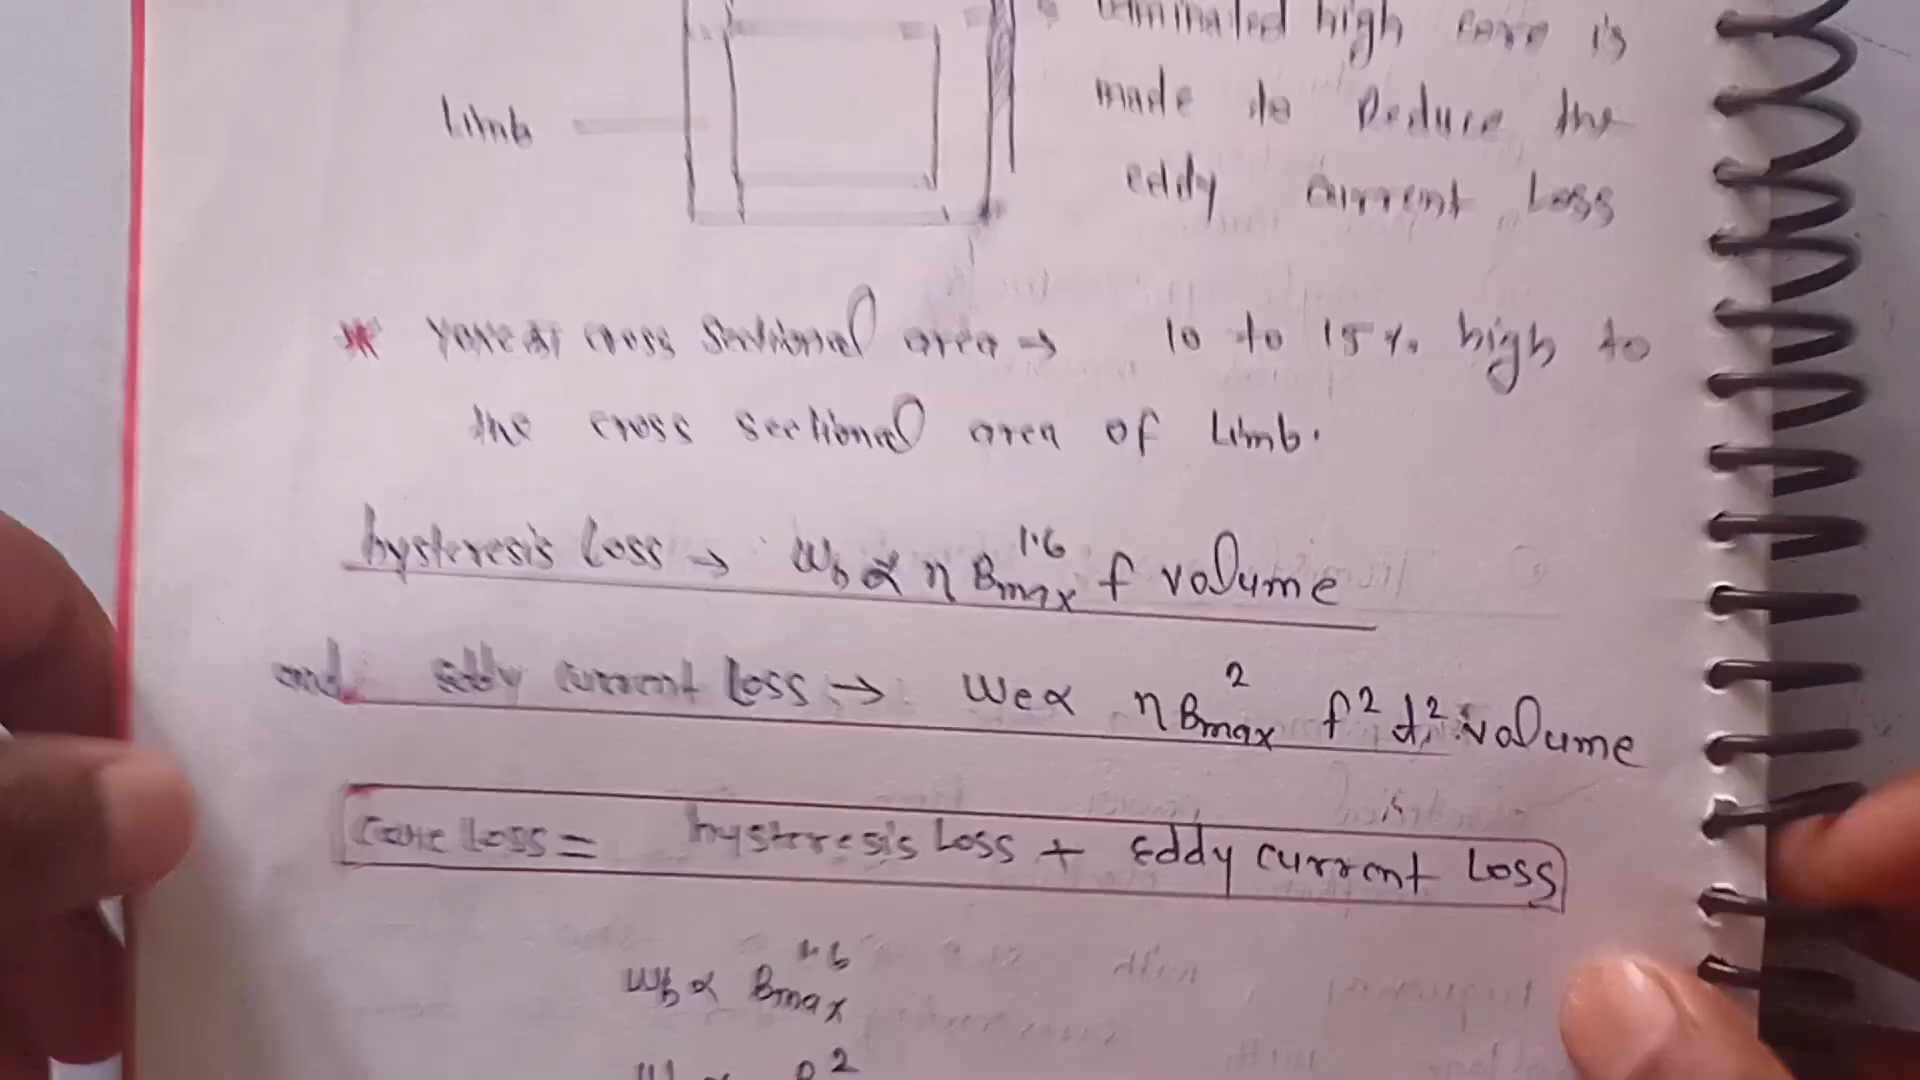 laminated high core is
made to Reduce the
Limb
eddy current Loss
* cross sectional area → 10 to 15% high to
the cross sectional area of Limb.
hysteresis Loss → Wh ∝ η Bmax^1.6 f volume
and eddy current Loss → We ∝ η Bmax^2 f² t² volume
core Loss = hysteresis Loss + Eddy current Loss
Wh ∝ Bmax^1.6